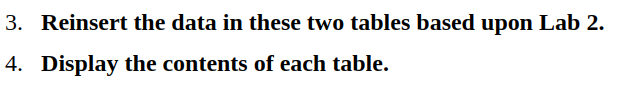 3. Reinsert the data in these two tables based upon Lab 2.
4. Display the contents of each table.